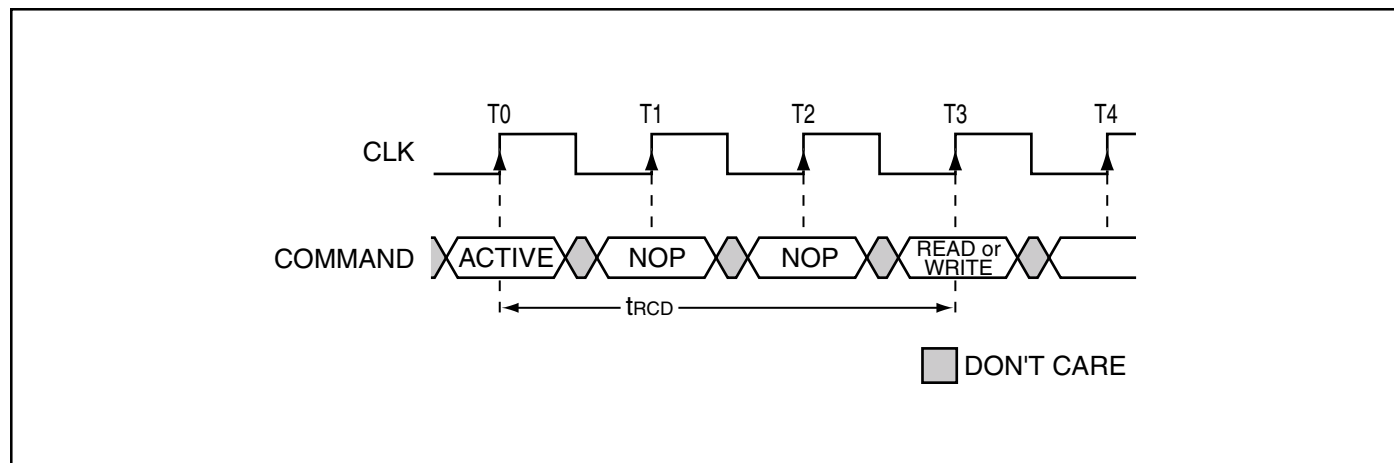 T0 T1 T2 T3 T4
CLK
COMMAND ACTIVE NOP NOP READ or
WRITE
tRCD
DON'T CARE